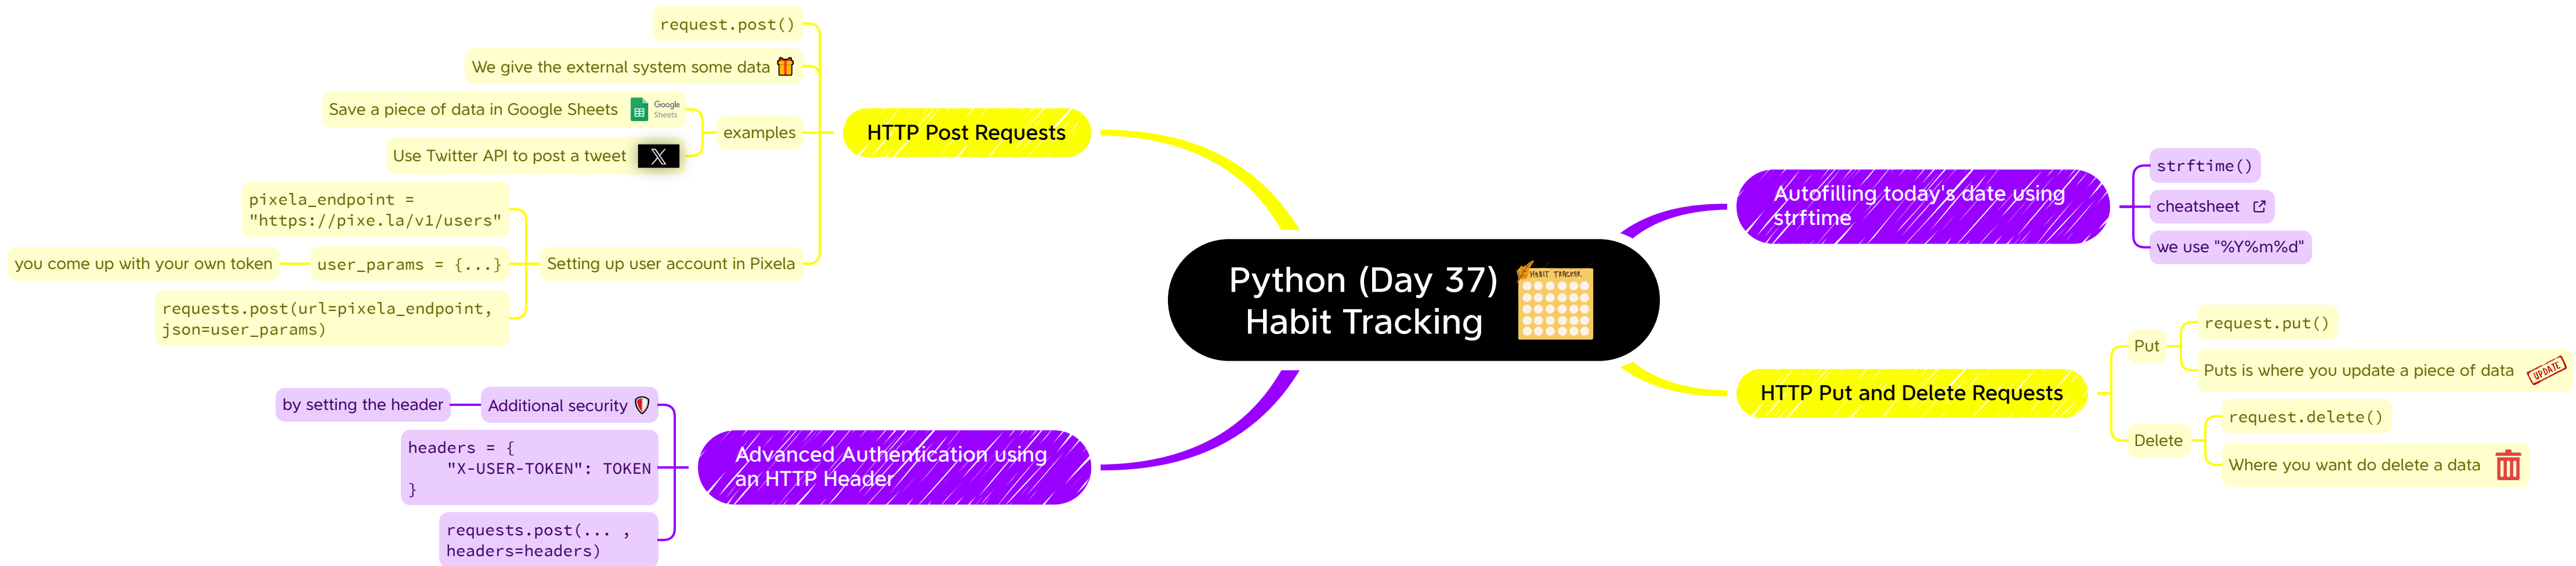 Python (Day 37)
Habit Tracking
HABIT TRACKER
HTTP Post Requests
request.post()
We give the external system some data
examples
Save a piece of data in Google Sheets
Google
Sheets
Use Twitter API to post a tweet
X
Setting up user account in Pixela
pixela_endpoint =
"https://pixe.la/v1/users"
user_params = {...}
you come up with your own token
requests.post(url=pixela_endpoint,
json=user_params)
Advanced Authentication using
an HTTP Header
Additional security
by setting the header
headers = {
    "X-USER-TOKEN": TOKEN
}
requests.post(... ,
headers=headers)
Autofilling today's date using
strftime
strftime()
cheatsheet
we use "%Y%m%d"
HTTP Put and Delete Requests
Put
request.put()
Puts is where you update a piece of data
UPDATE
Delete
request.delete()
Where you want do delete a data